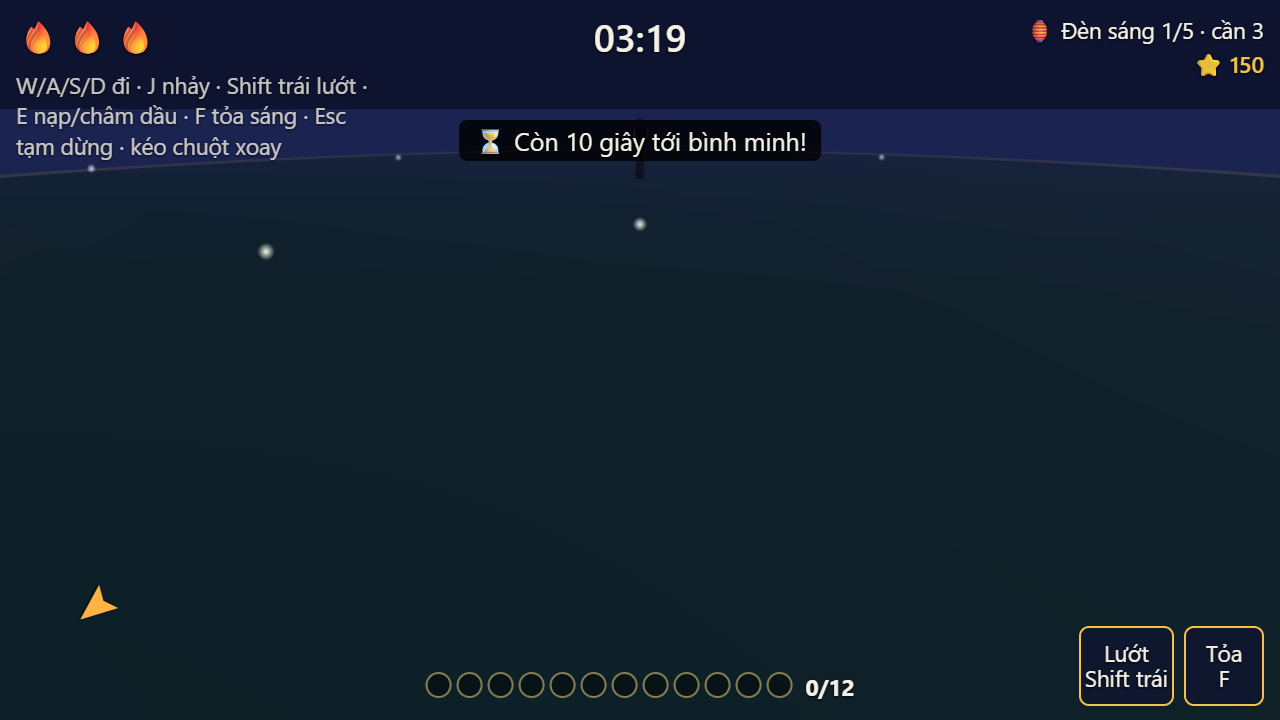 03:19
Đèn sáng 1/5 · cần 3
150
W/A/S/D đi · J nhảy · Shift trái lướt ·
E nạp/châm dầu · F tỏa sáng · Esc
tạm dừng · kéo chuột xoay
Còn 10 giây tới bình minh!
Lướt
Shift trái
Tỏa
F
0/12